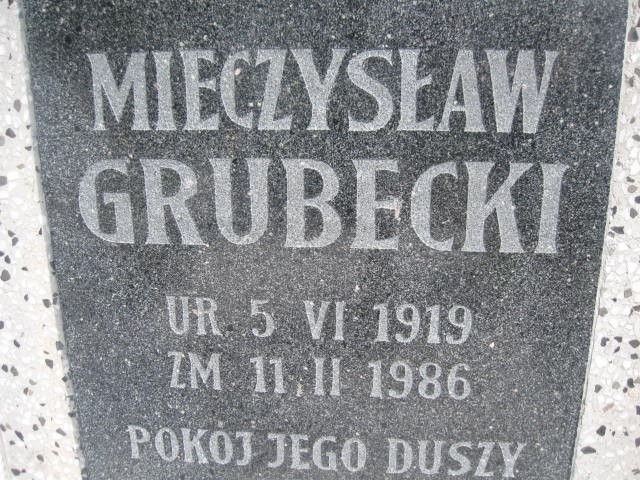 MIECZYSŁAW
GRUBECKI
UR 5 VI 1919
ZM 11 II 1986
POKÓJ JEGO DUSZY